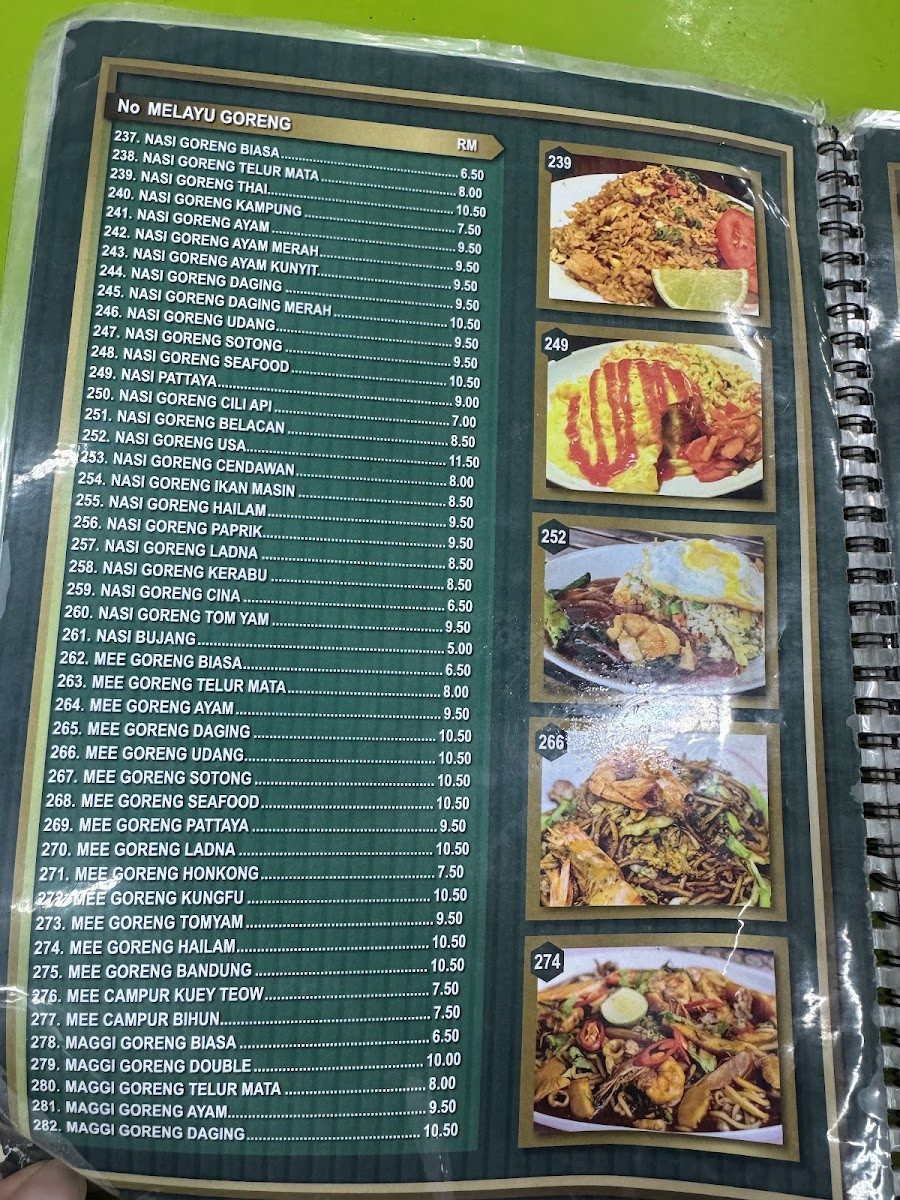 No MELAYU GORENG RM
237. NASI GORENG BIASA 6.50
238. NASI GORENG TELUR MATA 8.00
239. NASI GORENG THAI 10.50
240. NASI GORENG KAMPUNG 7.50
241. NASI GORENG AYAM 9.50
242. NASI GORENG AYAM MERAH 9.50
243. NASI GORENG AYAM KUNYIT 9.50
244. NASI GORENG DAGING 9.50
245. NASI GORENG DAGING MERAH 10.50
246. NASI GORENG UDANG 9.50
247. NASI GORENG SOTONG 9.50
248. NASI GORENG SEAFOOD 10.50
249. NASI PATTAYA 9.00
250. NASI GORENG CILI API 7.00
251. NASI GORENG BELACAN 8.50
252. NASI GORENG USA 11.50
253. NASI GORENG CENDAWAN 8.00
254. NASI GORENG IKAN MASIN 8.50
255. NASI GORENG HAILAM 9.50
256. NASI GORENG PAPRIK 9.50
257. NASI GORENG LADNA 8.50
258. NASI GORENG KERABU 8.50
259. NASI GORENG CINA 6.50
260. NASI GORENG TOM YAM 9.50
261. NASI BUJANG 5.00
262. MEE GORENG BIASA 6.50
263. MEE GORENG TELUR MATA 8.00
264. MEE GORENG AYAM 9.50
265. MEE GORENG DAGING 10.50
266. MEE GORENG UDANG 10.50
267. MEE GORENG SOTONG 10.50
268. MEE GORENG SEAFOOD 10.50
269. MEE GORENG PATTAYA 9.50
270. MEE GORENG LADNA 10.50
271. MEE GORENG HONKONG 7.50
272. MEE GORENG KUNGFU 10.50
273. MEE GORENG TOMYAM 9.50
274. MEE GORENG HAILAM 10.50
275. MEE GORENG BANDUNG 10.50
276. MEE CAMPUR KUEY TEOW 7.50
277. MEE CAMPUR BIHUN 7.50
278. MAGGI GORENG BIASA 6.50
279. MAGGI GORENG DOUBLE 10.00
280. MAGGI GORENG TELUR MATA 8.00
281. MAGGI GORENG AYAM 9.50
282. MAGGI GORENG DAGING 10.50
239
249
252
266
274